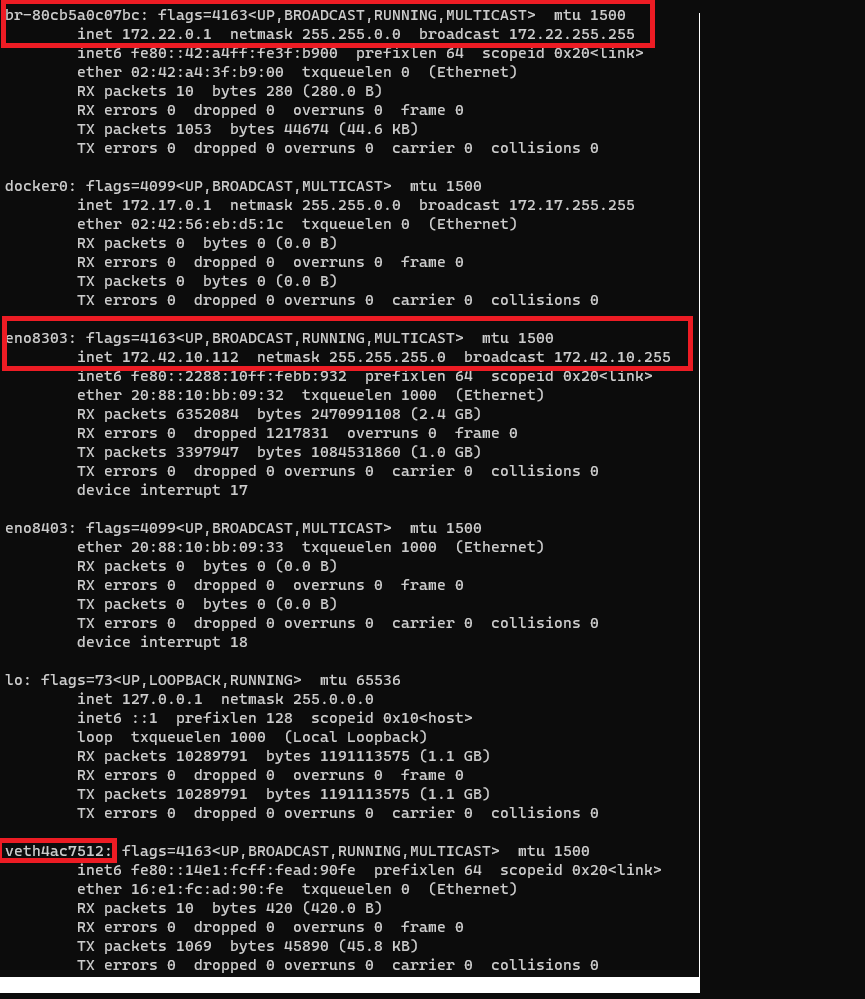 br-80cb5a0c07bc: flags=4163<UP,BROADCAST,RUNNING,MULTICAST>  mtu 1500
        inet 172.22.0.1  netmask 255.255.0.0  broadcast 172.22.255.255
        inet6 fe80::42:a4ff:fe3f:b900  prefixlen 64  scopeid 0x20<link>
        ether 02:42:a4:3f:b9:00  txqueuelen 0  (Ethernet)
        RX packets 10  bytes 280 (280.0 B)
        RX errors 0  dropped 0  overruns 0  frame 0
        TX packets 1053  bytes 44674 (44.6 KB)
        TX errors 0  dropped 0 overruns 0  carrier 0  collisions 0

docker0: flags=4099<UP,BROADCAST,MULTICAST>  mtu 1500
        inet 172.17.0.1  netmask 255.255.0.0  broadcast 172.17.255.255
        ether 02:42:56:eb:d5:1c  txqueuelen 0  (Ethernet)
        RX packets 0  bytes 0 (0.0 B)
        RX errors 0  dropped 0  overruns 0  frame 0
        TX packets 0  bytes 0 (0.0 B)
        TX errors 0  dropped 0 overruns 0  carrier 0  collisions 0

eno8303: flags=4163<UP,BROADCAST,RUNNING,MULTICAST>  mtu 1500
        inet 172.42.10.112  netmask 255.255.255.0  broadcast 172.42.10.255
        inet6 fe80::2288:10ff:febb:932  prefixlen 64  scopeid 0x20<link>
        ether 20:88:10:bb:09:32  txqueuelen 1000  (Ethernet)
        RX packets 6352084  bytes 2470991108 (2.4 GB)
        RX errors 0  dropped 1217831  overruns 0  frame 0
        TX packets 3397947  bytes 1084531860 (1.0 GB)
        TX errors 0  dropped 0 overruns 0  carrier 0  collisions 0
        device interrupt 17

eno8403: flags=4099<UP,BROADCAST,MULTICAST>  mtu 1500
        ether 20:88:10:bb:09:33  txqueuelen 1000  (Ethernet)
        RX packets 0  bytes 0 (0.0 B)
        RX errors 0  dropped 0  overruns 0  frame 0
        TX packets 0  bytes 0 (0.0 B)
        TX errors 0  dropped 0 overruns 0  carrier 0  collisions 0
        device interrupt 18

lo: flags=73<UP,LOOPBACK,RUNNING>  mtu 65536
        inet 127.0.0.1  netmask 255.0.0.0
        inet6 ::1  prefixlen 128  scopeid 0x10<host>
        loop  txqueuelen 1000  (Local Loopback)
        RX packets 10289791  bytes 1191113575 (1.1 GB)
        RX errors 0  dropped 0  overruns 0  frame 0
        TX packets 10289791  bytes 1191113575 (1.1 GB)
        TX errors 0  dropped 0 overruns 0  carrier 0  collisions 0

veth4ac7512: flags=4163<UP,BROADCAST,RUNNING,MULTICAST>  mtu 1500
        inet6 fe80::14e1:fcff:fead:90fe  prefixlen 64  scopeid 0x20<link>
        ether 16:e1:fc:ad:90:fe  txqueuelen 0  (Ethernet)
        RX packets 10  bytes 420 (420.0 B)
        RX errors 0  dropped 0  overruns 0  frame 0
        TX packets 1069  bytes 45890 (45.8 KB)
        TX errors 0  dropped 0 overruns 0  carrier 0  collisions 0